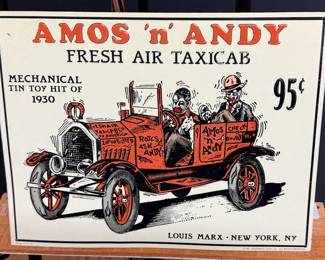 AMOS 'n' ANDY
FRESH AIR TAXICAB
MECHANICAL
TIN TOY HIT OF
1930
95¢
AMOS
'N'
ANDY
LOUIS MARX · NEW YORK, NY